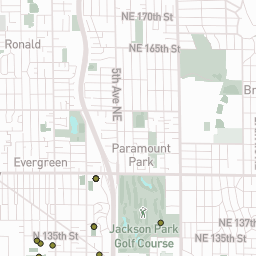 NE 170th St
Ronald
NE 165th St
5th Ave NE
Br
Paramount
Park
Evergreen
Jackson Park
Golf Course
NE 137th
N 135th St
NE 135th St